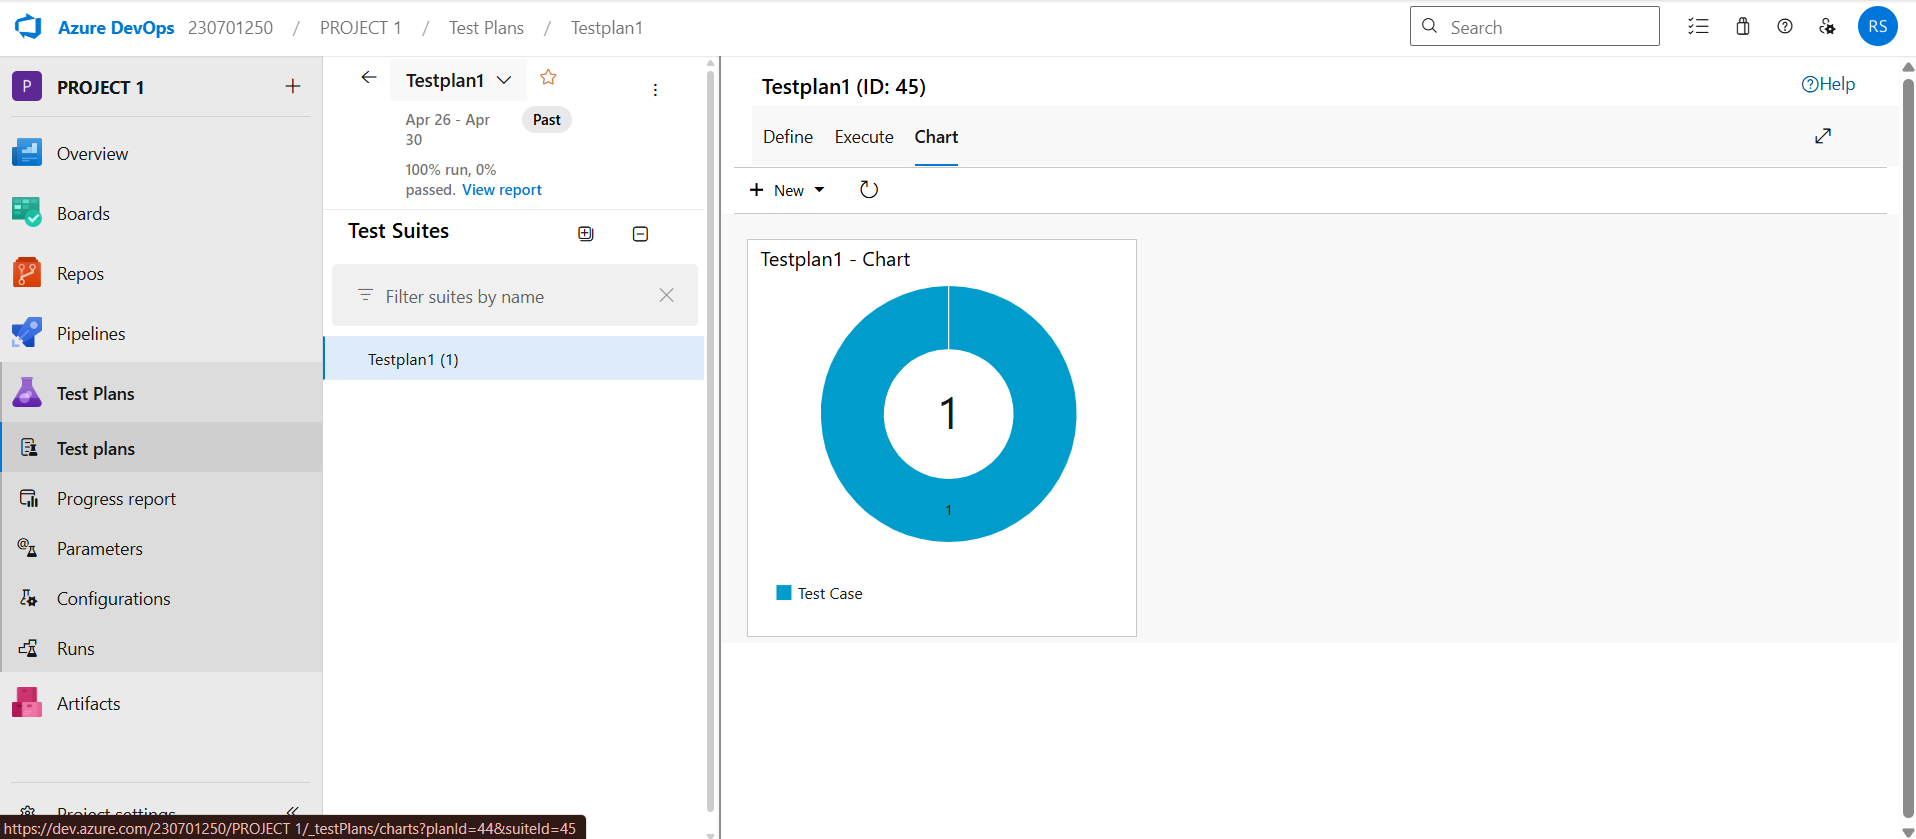 Azure DevOps 230701250 / PROJECT 1 / Test Plans / Testplan1
Search
RS
P PROJECT 1
Overview
Boards
Repos
Pipelines
Test Plans
Test plans
Progress report
Parameters
Configurations
Runs
Artifacts
Project settings
https://dev.azure.com/230701250/PROJECT 1/_testPlans/charts?planId=44&suiteId=45
Testplan1
Apr 26 - Apr
30
Past
100% run, 0%
passed. View report
Test Suites
Filter suites by name
Testplan1 (1)
Testplan1 (ID: 45)
Help
Define Execute Chart
New
Testplan1 - Chart
1
1
Test Case